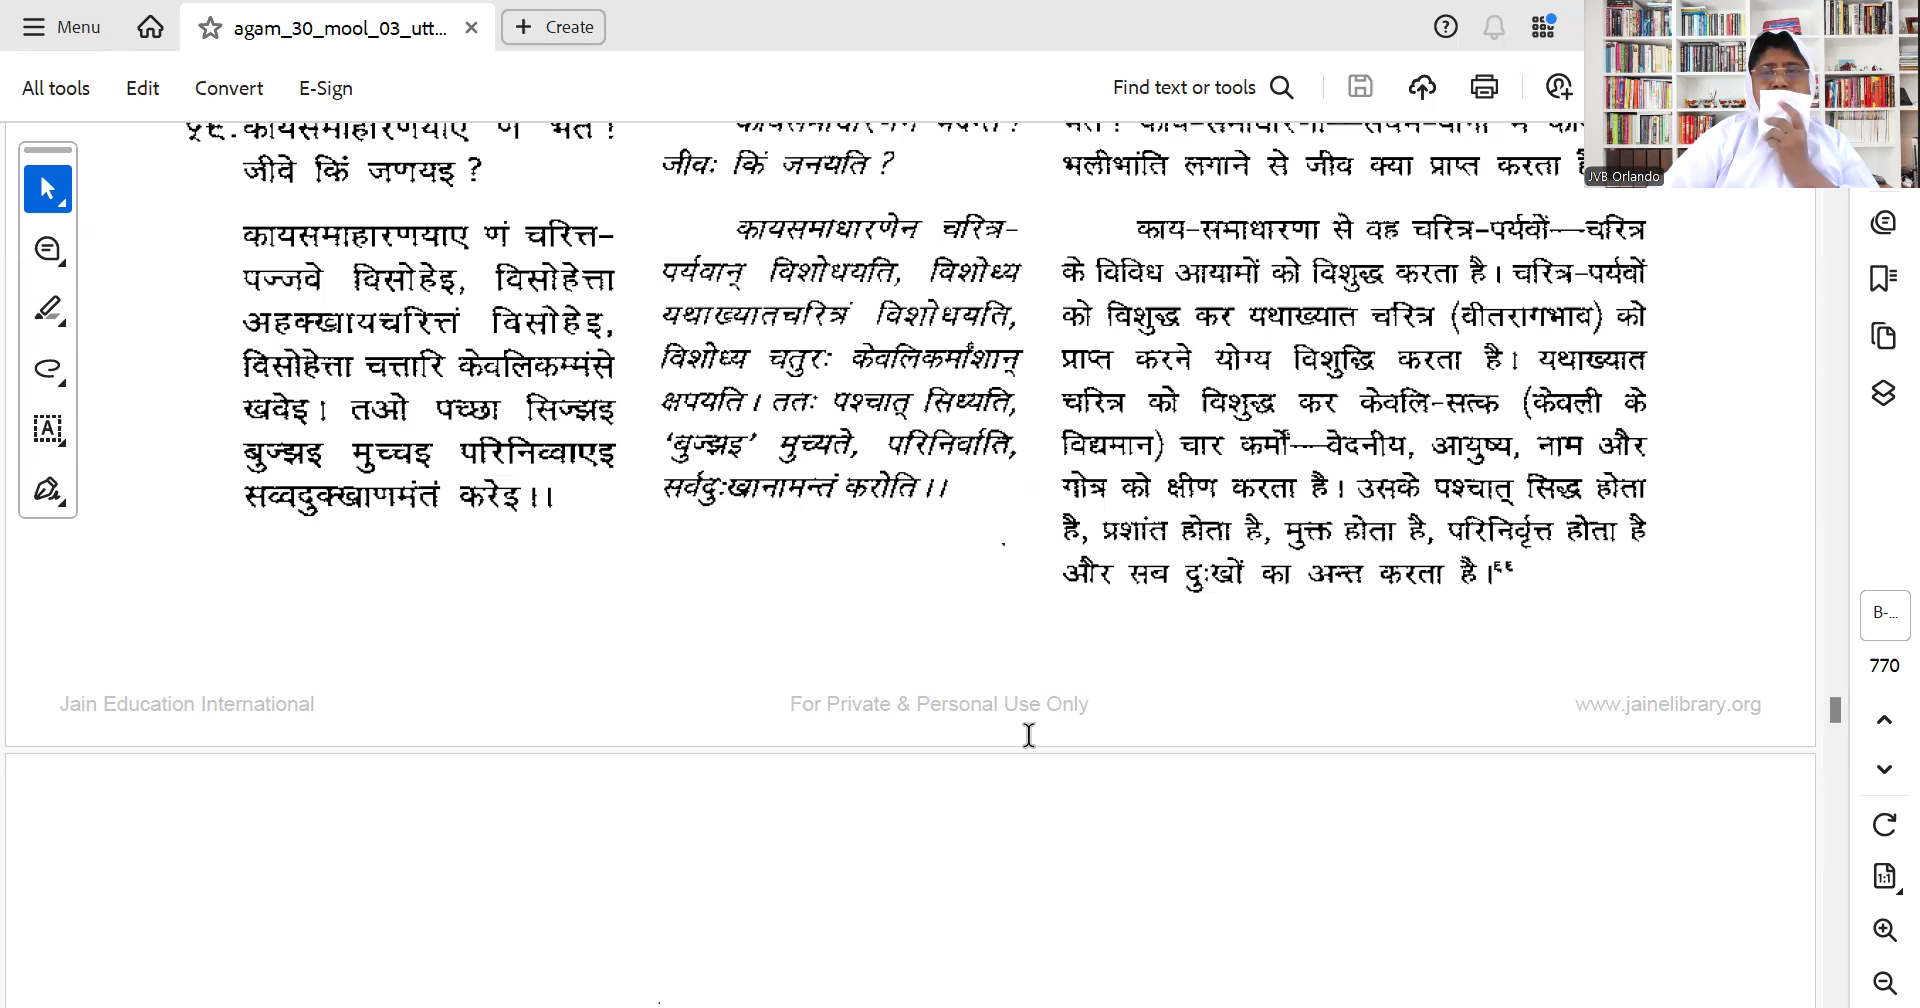 Menu
agam_30_mool_03_utt...
Create
All tools
Edit
Convert
E-Sign
Find text or tools
JVB Orlando
५९. कायसमाहारणयाए णं भंते !
जीवे किं जणयइ ?
कायसमाहारणयाए णं चरित्त-
पज्जवे विसोहेइ, विसोहेत्ता
अहक्खायचरित्तं विसोहेइ,
विसोहेत्ता चत्तारि केवलिकम्मंसे
खवेइ। तओ पच्छा सिज्झइ
बुज्झइ मुच्चइ परिनिव्वाएइ
सव्वदुक्खाणमंतं करेइ।।
जीवः किं जनयति ?
कायसमाधारणेन चरित्र-
पर्यवान् विशोधयति, विशोध्य
यथाख्यातचरित्रं विशोधयति,
विशोध्य चतुरः केवलिकर्मांशान्
क्षपयति। ततः पश्चात् सिध्यति,
‘बुज्झइ’ मुच्यते, परिनिर्वाति,
सर्वदुःखानामन्तं करोति।।
भलीभांति लगाने से जीव क्या प्राप्त करता
काय-समाधारणा से वह चरित्र-पर्यवों—चरित्र
के विविध आयामों को विशुद्ध करता है। चरित्र-पर्यवों
को विशुद्ध कर यथाख्यात चरित्र (वीतरागभाव) को
प्राप्त करने योग्य विशुद्धि करता है। यथाख्यात
चरित्र को विशुद्ध कर केवलि-सत्क (केवली के
विद्यमान) चार कर्मों—वेदनीय, आयुष्य, नाम और
गोत्र को क्षीण करता है। उसके पश्चात् सिद्ध होता
है, प्रशांत होता है, मुक्त होता है, परिनिर्वृत्त होता है
और सब दुःखों का अन्त करता है।६६
Jain Education International
For Private & Personal Use Only
www.jainelibrary.org
B-...
770